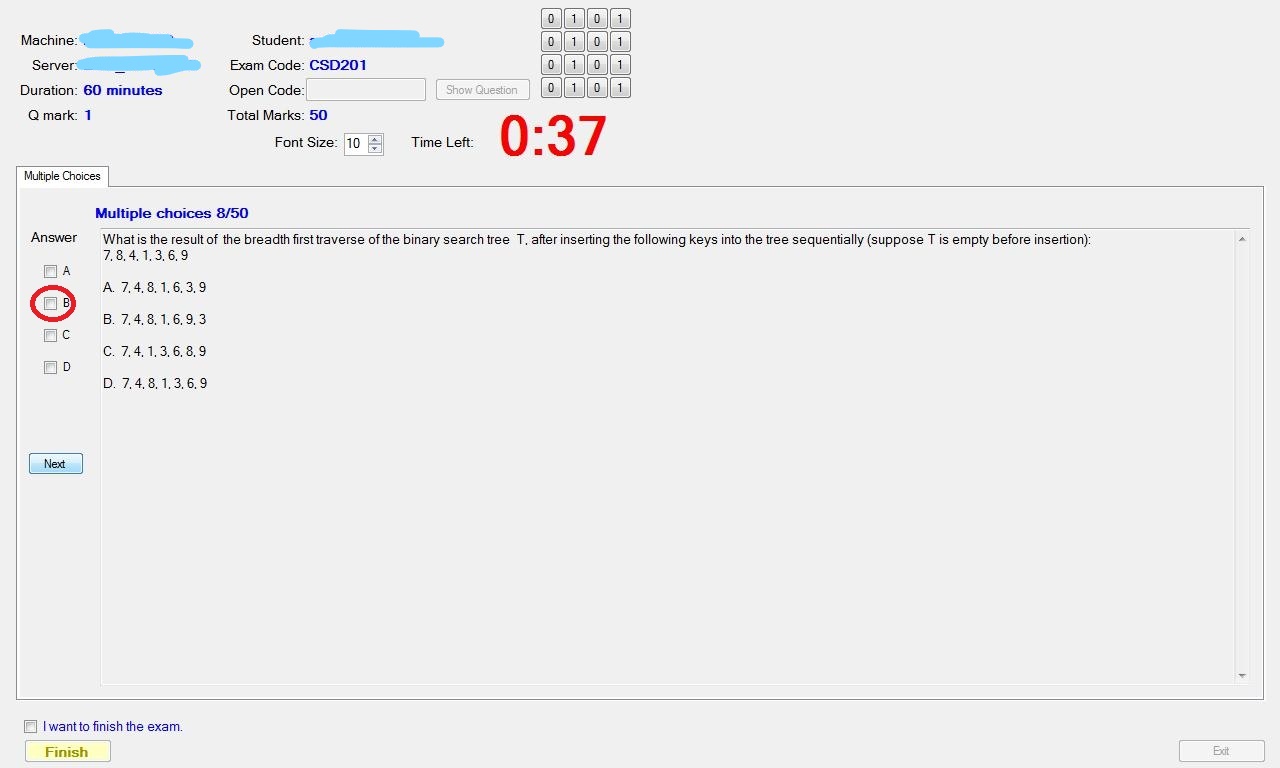 0 1 0 1
Machine:
Student:
0 1 0 1
Server:
Exam Code: CSD201
0 1 0 1
Duration: 60 minutes
Open Code:
Show Question
0 1 0 1
Q mark: 1
Total Marks: 50
Font Size: 10
Time Left: 0:37
Multiple Choices
Multiple choices 8/50
Answer
What is the result of the breadth first traverse of the binary search tree T, after inserting the following keys into the tree sequentially (suppose T is empty before insertion):
7, 8, 4, 1, 3, 6, 9
A
A. 7, 4, 8, 1, 6, 3, 9
B
B. 7, 4, 8, 1, 6, 9, 3
C
C. 7, 4, 1, 3, 6, 8, 9
D
D. 7, 4, 8, 1, 3, 6, 9
Next
I want to finish the exam.
Finish
Exit